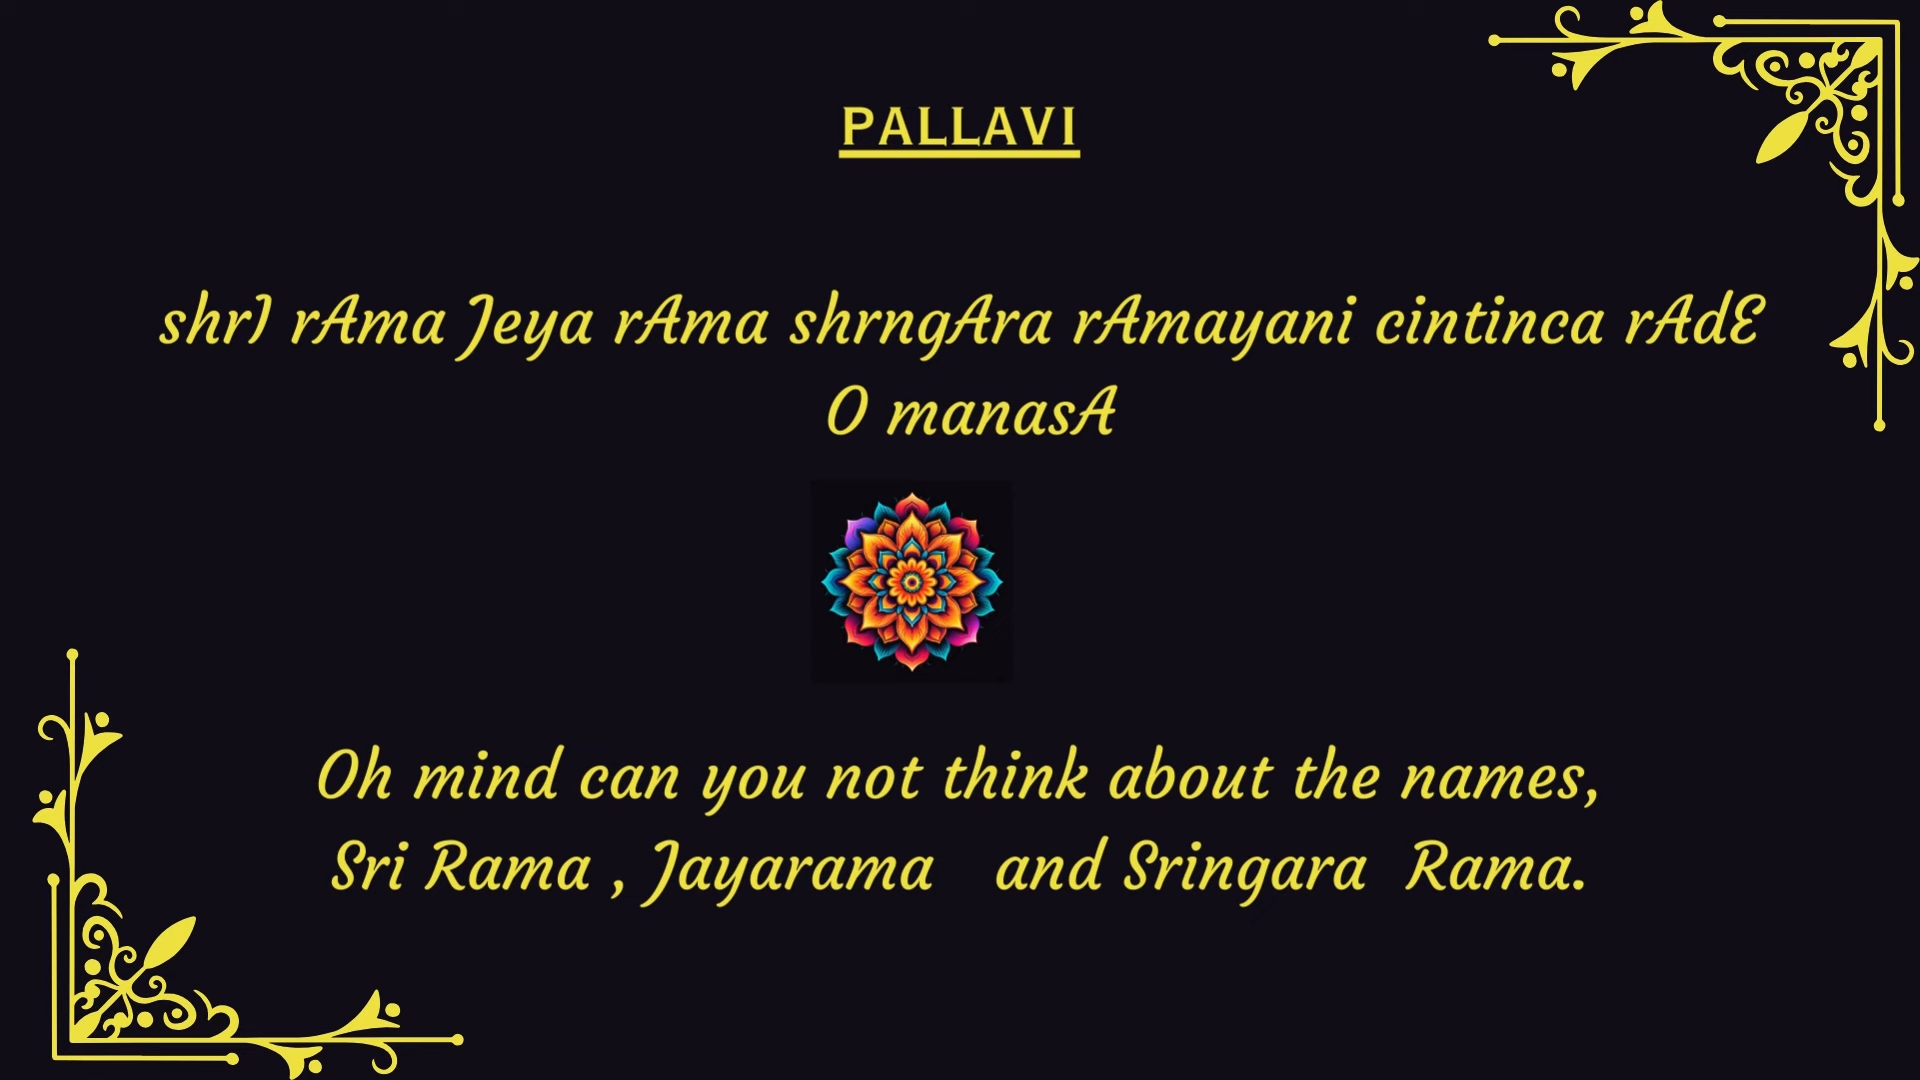 PALLAVI
shrI rAma Jeya rAma shrngAra rAmayani cintinca rAdE
O manasA
Oh mind can you not think about the names,
Sri Rama , Jayarama and Sringara Rama.